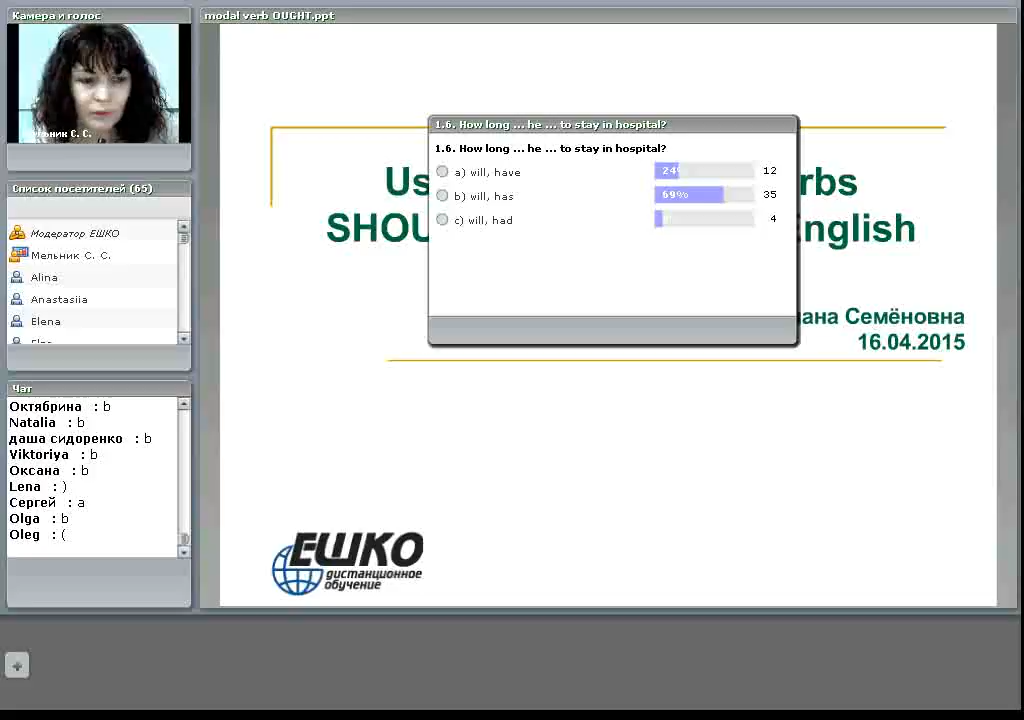 Камера и голос
льник С. С.
Список посетителей (65)
Модератор ЕШКО
Мельник С. С.
Alina
Anastasiia
Elena
Чат
Октябрина : b
Natalia : b
даша сидоренко : b
Viktoriya : b
Оксана : b
Lena : )
Сергей : a
Olga : b
Oleg : (
modal verb OUGHT.ppt
Us
rbs
SHOU
nglish
1.6. How long ... he ... to stay in hospital?
1.6. How long ... he ... to stay in hospital?
a) will, have 24% 12
b) will, has 69% 35
c) will, had 4
ана Семёновна
16.04.2015
ЕШКО
дистанционное
обучение